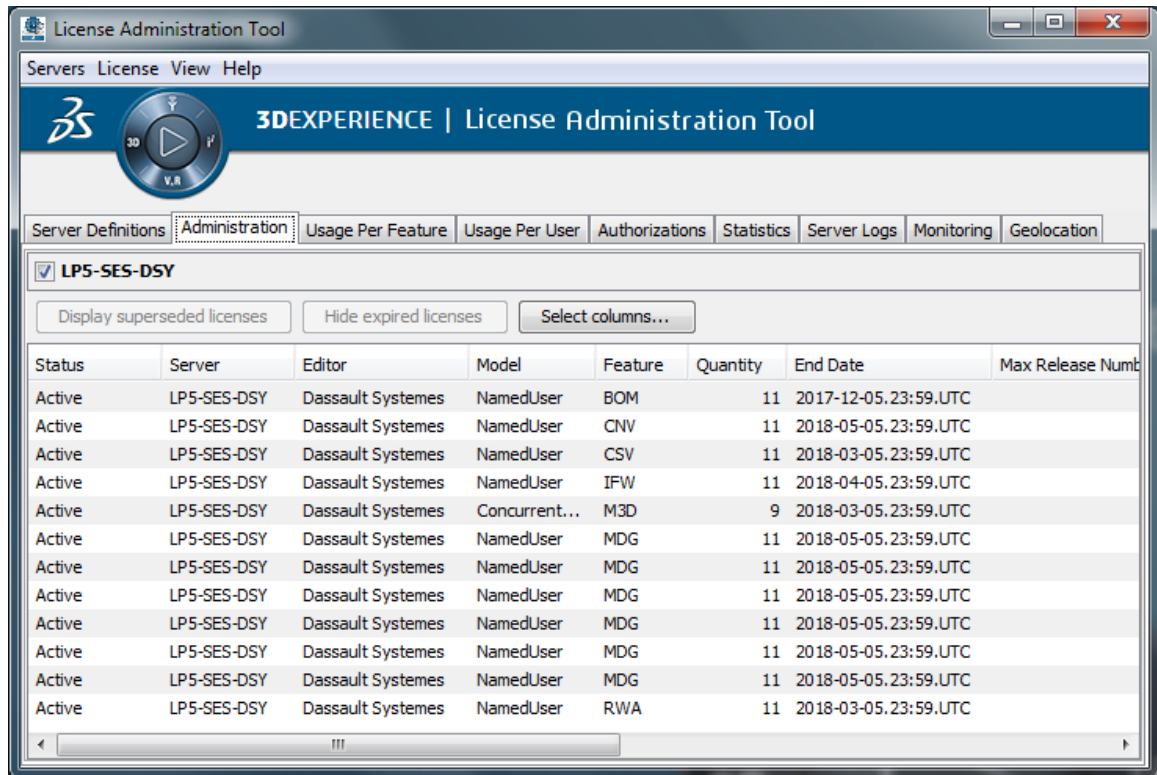 License Administration Tool
Servers License View Help
3DEXPERIENCE | License Administration Tool
3D
V.R
Server Definitions Administration Usage Per Feature Usage Per User Authorizations Statistics Server Logs Monitoring Geolocation
LP5-SES-DSY
Display superseded licenses Hide expired licenses Select columns...
Status Server Editor Model Feature Quantity End Date Max Release Numb
Active LP5-SES-DSY Dassault Systemes NamedUser BOM 11 2017-12-05.23:59.UTC
Active LP5-SES-DSY Dassault Systemes NamedUser CNV 11 2018-05-05.23:59.UTC
Active LP5-SES-DSY Dassault Systemes NamedUser CSV 11 2018-03-05.23:59.UTC
Active LP5-SES-DSY Dassault Systemes NamedUser IFW 11 2018-04-05.23:59.UTC
Active LP5-SES-DSY Dassault Systemes Concurrent... M3D 9 2018-03-05.23:59.UTC
Active LP5-SES-DSY Dassault Systemes NamedUser MDG 11 2018-05-05.23:59.UTC
Active LP5-SES-DSY Dassault Systemes NamedUser MDG 11 2018-05-05.23:59.UTC
Active LP5-SES-DSY Dassault Systemes NamedUser MDG 11 2018-05-05.23:59.UTC
Active LP5-SES-DSY Dassault Systemes NamedUser MDG 11 2018-05-05.23:59.UTC
Active LP5-SES-DSY Dassault Systemes NamedUser MDG 11 2018-05-05.23:59.UTC
Active LP5-SES-DSY Dassault Systemes NamedUser MDG 11 2018-05-05.23:59.UTC
Active LP5-SES-DSY Dassault Systemes NamedUser RWA 11 2018-03-05.23:59.UTC